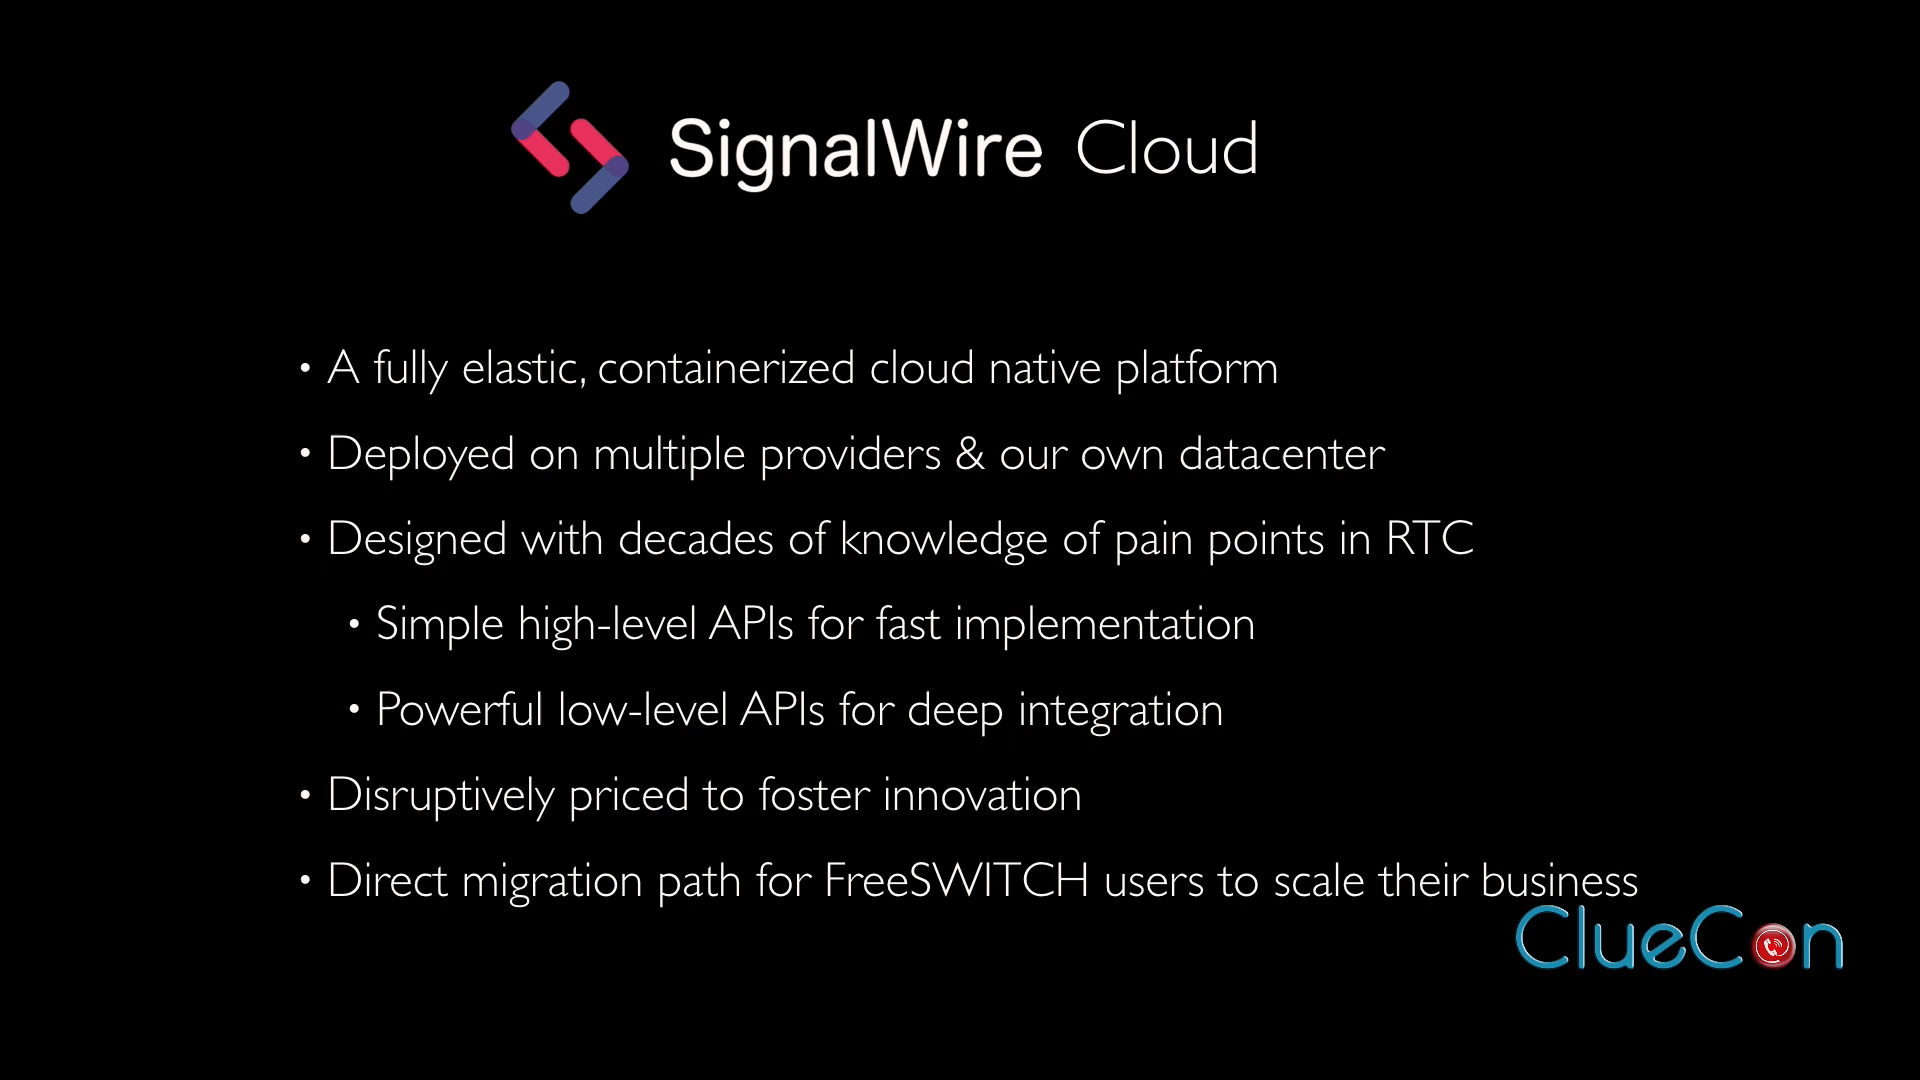 SignalWire Cloud
• A fully elastic, containerized cloud native platform
• Deployed on multiple providers & our own datacenter
• Designed with decades of knowledge of pain points in RTC
• Simple high-level APIs for fast implementation
• Powerful low-level APIs for deep integration
• Disruptively priced to foster innovation
• Direct migration path for FreeSWITCH users to scale their business
ClueCon